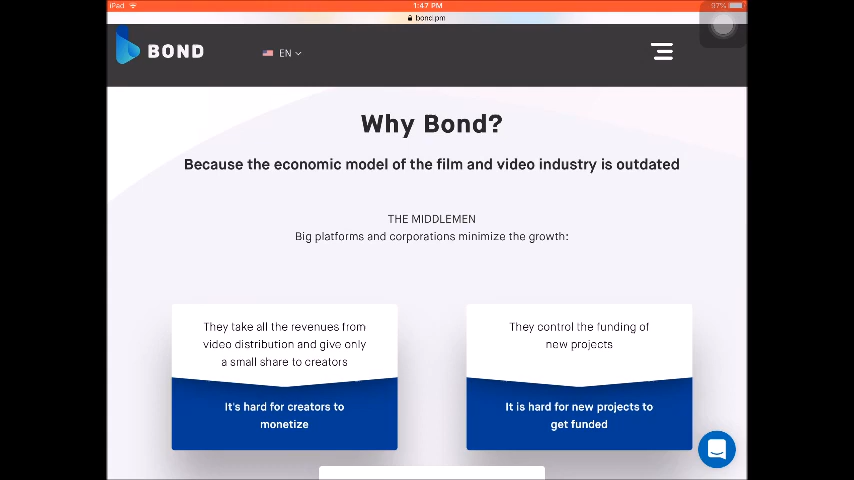 iPad 1:47 PM 97%
bond.pm
BOND EN
Why Bond?
Because the economic model of the film and video industry is outdated
THE MIDDLEMEN
Big platforms and corporations minimize the growth:
They take all the revenues from
video distribution and give only
a small share to creators
It's hard for creators to
monetize
They control the funding of
new projects
It is hard for new projects to
get funded